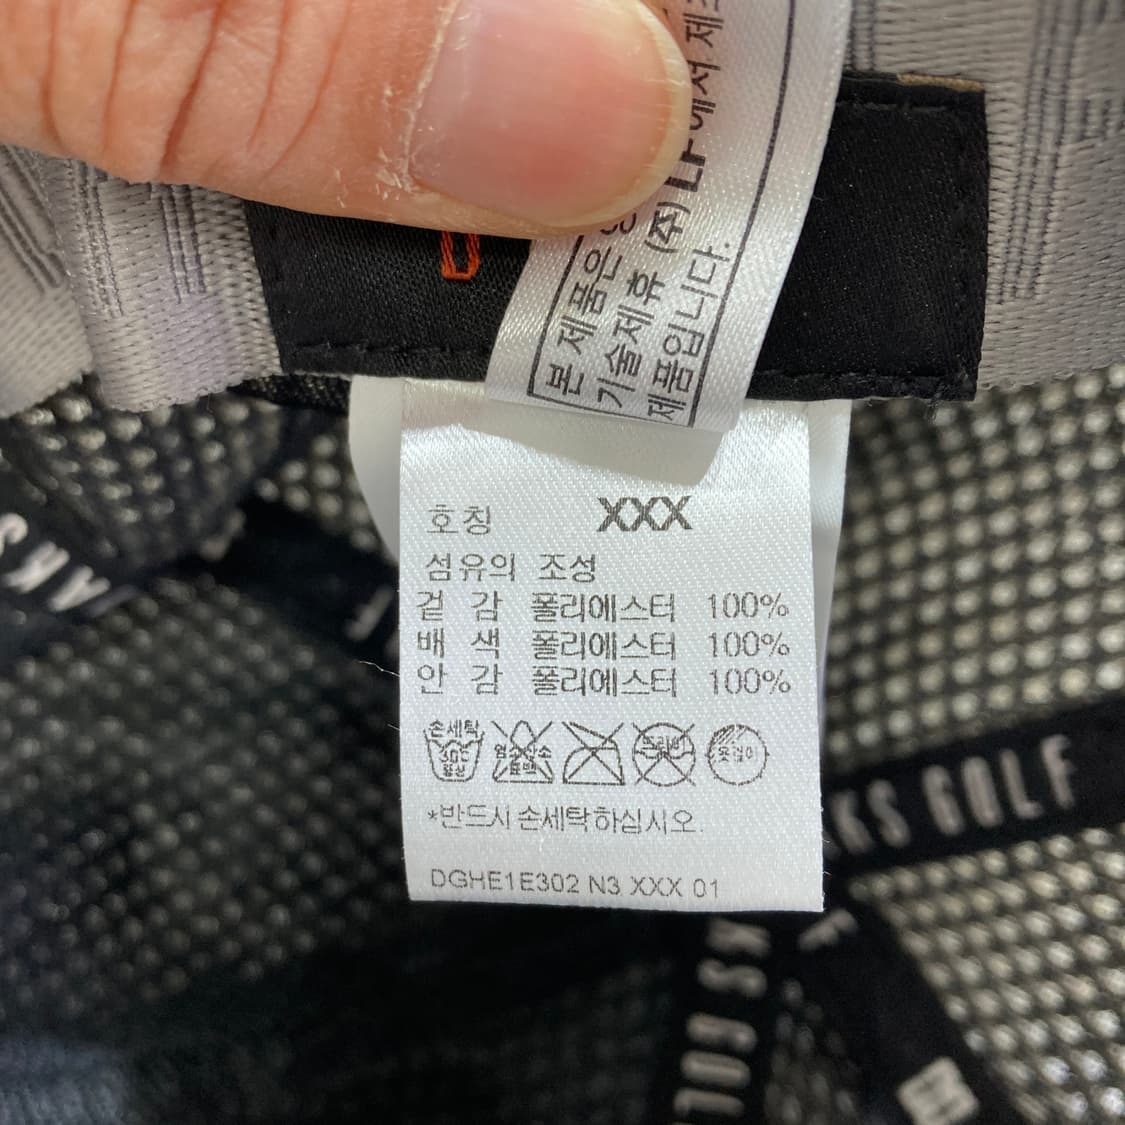 본 제품은
기술제휴 (주) LF에서 제조
제품입니다.
호칭 XXX
섬유의 조성
겉 감 폴리에스터 100%
배 색 폴리에스터 100%
안 감 폴리에스터 100%
손세탁
30℃
중성
염소산소
표백
드라이
옷걸이
*반드시 손세탁하십시오.
DGHE1E302 N3 XXX 01
KS GOLF